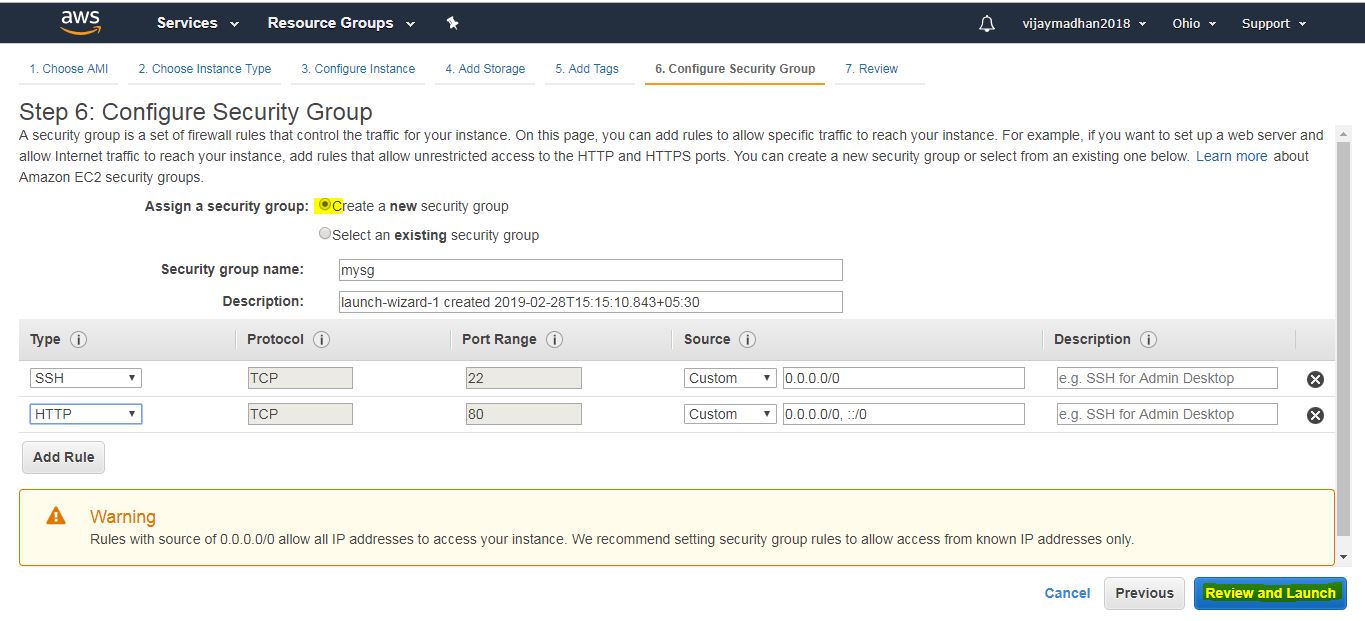 aws Services Resource Groups vijaymadhan2018 Ohio Support
1. Choose AMI 2. Choose Instance Type 3. Configure Instance 4. Add Storage 5. Add Tags 6. Configure Security Group 7. Review
Step 6: Configure Security Group
A security group is a set of firewall rules that control the traffic for your instance. On this page, you can add rules to allow specific traffic to reach your instance. For example, if you want to set up a web server and
allow Internet traffic to reach your instance, add rules that allow unrestricted access to the HTTP and HTTPS ports. You can create a new security group or select from an existing one below. Learn more about
Amazon EC2 security groups.
Assign a security group: Create a new security group
Select an existing security group
Security group name: mysg
Description: launch-wizard-1 created 2019-02-28T15:15:10.843+05:30
Type i Protocol i Port Range i Source i Description i
SSH TCP 22 Custom 0.0.0.0/0 e.g. SSH for Admin Desktop
HTTP TCP 80 Custom 0.0.0.0/0, ::/0 e.g. SSH for Admin Desktop
Add Rule
Warning
Rules with source of 0.0.0.0/0 allow all IP addresses to access your instance. We recommend setting security group rules to allow access from known IP addresses only.
Cancel Previous Review and Launch